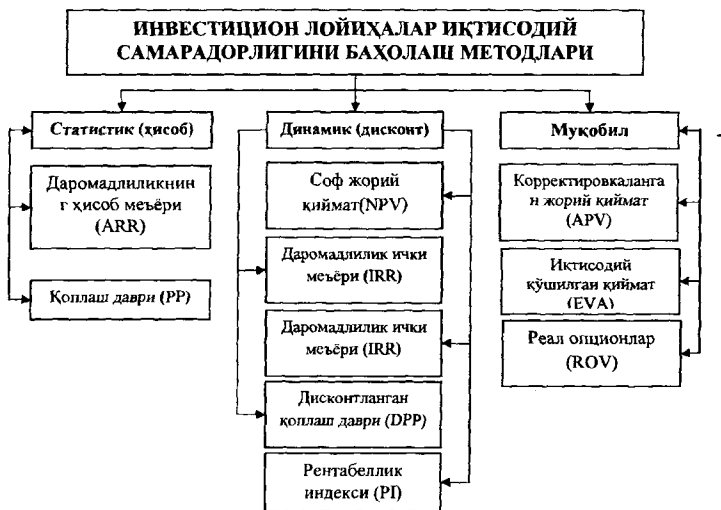 ИНВЕСТИЦИОН ЛОЙИҲАЛАР ИҚТИСОДИЙ
САМАРАДОРЛИГИНИ БАҲОЛАШ МЕТОДЛАРИ
Статистик (ҳисоб)
Даромадлиликнин
г ҳисоб меъёри
(ARR)
Қоплаш даври (PP)
Динамик (дисконт)
Соф жорий
қиймат(NPV)
Даромадлилик ички
меъёри (IRR)
Даромадлилик ички
меъёри (IRR)
Дисконтланган
қоплаш даври (DPP)
Рентабеллик
индекси (PI)
Муқобил
Корректировкаланга
н жорий қиймат
(APV)
Иқтисодий
қўшилган қиймат
(EVA)
Реал опционлар
(ROV)